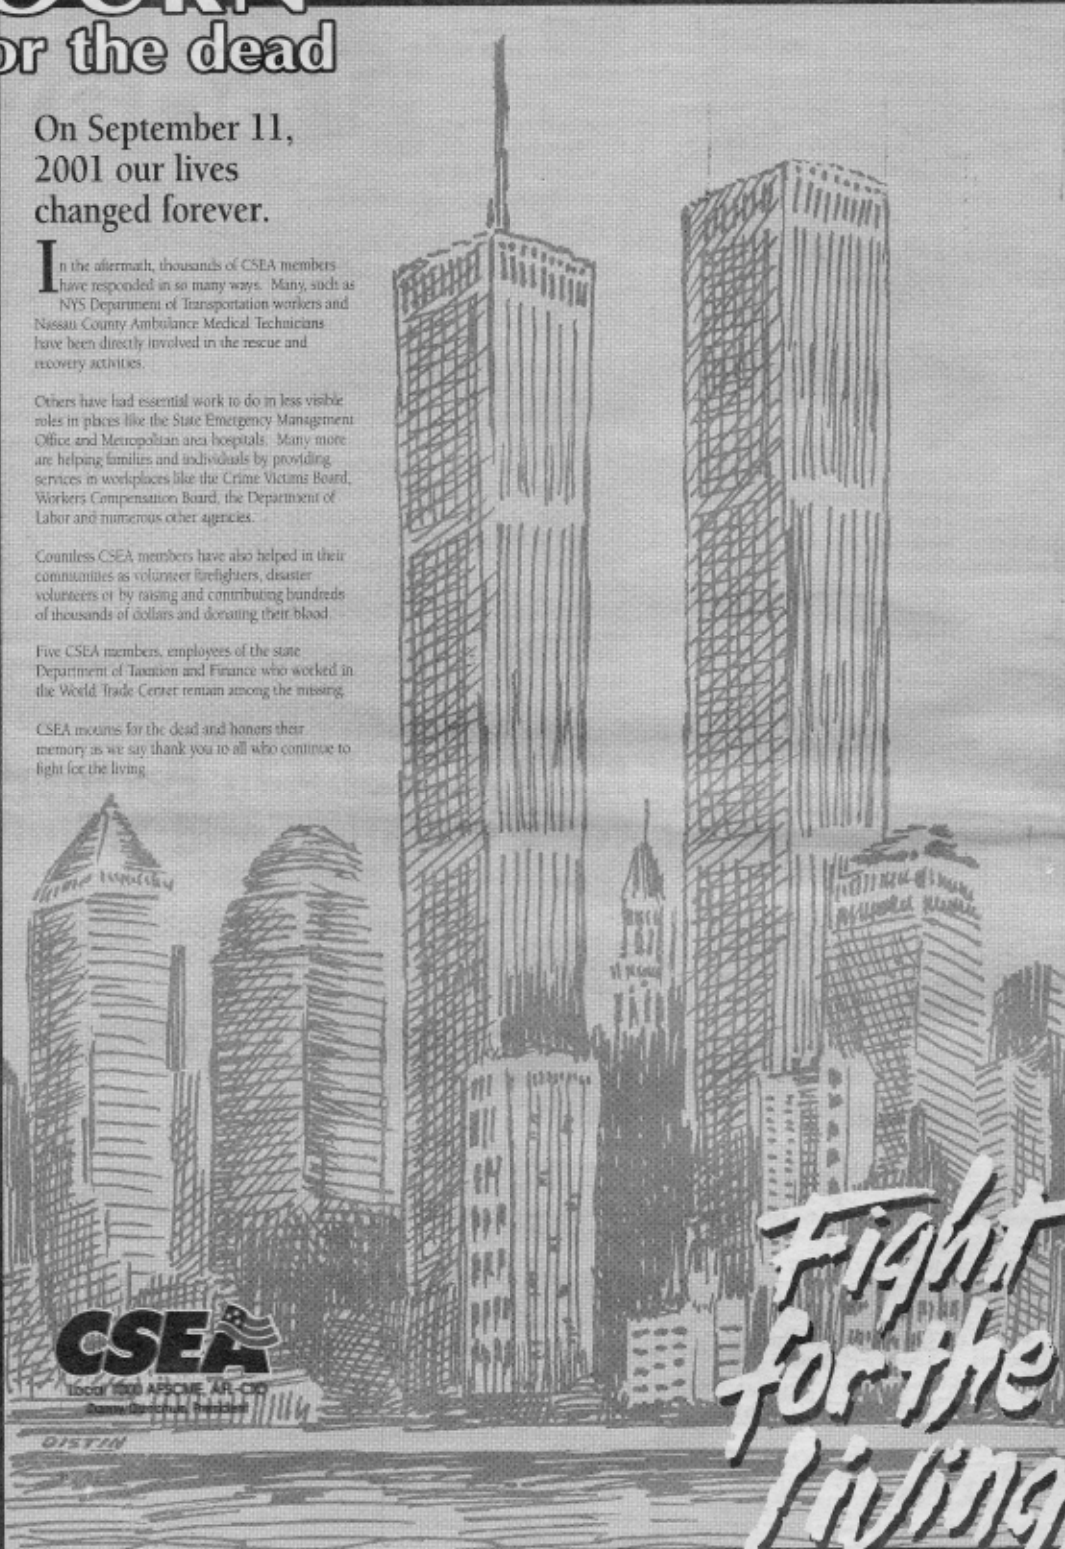 OURN
or the dead
On September 11,
2001 our lives
changed forever.
In the aftermath, thousands of CSEA members
have responded in so many ways. Many, such as
NYS Department of Transportation workers and
Nassau County Ambulance Medical Technicians
have been directly involved in the rescue and
recovery activities.
Others have had essential work to do in less visible
roles in places like the State Emergency Management
Office and Metropolitan area hospitals. Many more
are helping families and individuals by providing
services in workplaces like the Crime Victims Board,
Workers Compensation Board, the Department of
Labor and numerous other agencies.
Countless CSEA members have also helped in their
communities as volunteer firefighters, disaster
volunteers or by raising and contributing hundreds
of thousands of dollars and donating their blood.
Five CSEA members, employees of the state
Department of Taxation and Finance who worked in
the World Trade Center remain among the missing.
CSEA mourns for the dead and honors their
memory as we say thank you to all who continue to
fight for the living.
CSEA
Local 1000 AFSCME, AFL-CIO
Danny Donohue, President
DISTIN
Fight
for the
living